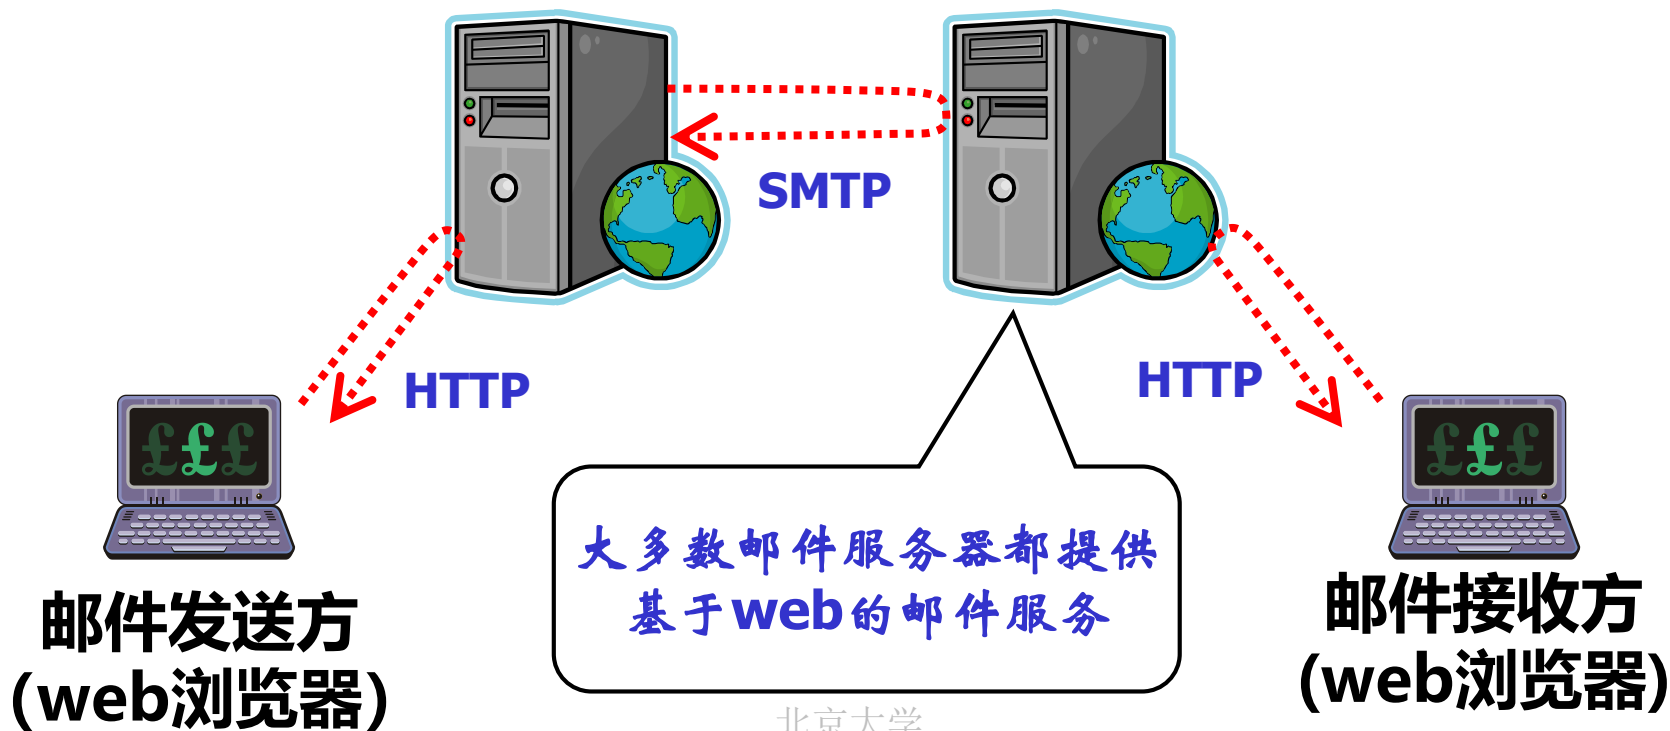 SMTP
HTTP
HTTP
£££
£££
大多数邮件服务器都提供
基于web的邮件服务
邮件发送方
(web浏览器)
邮件接收方
(web浏览器)
北京大学